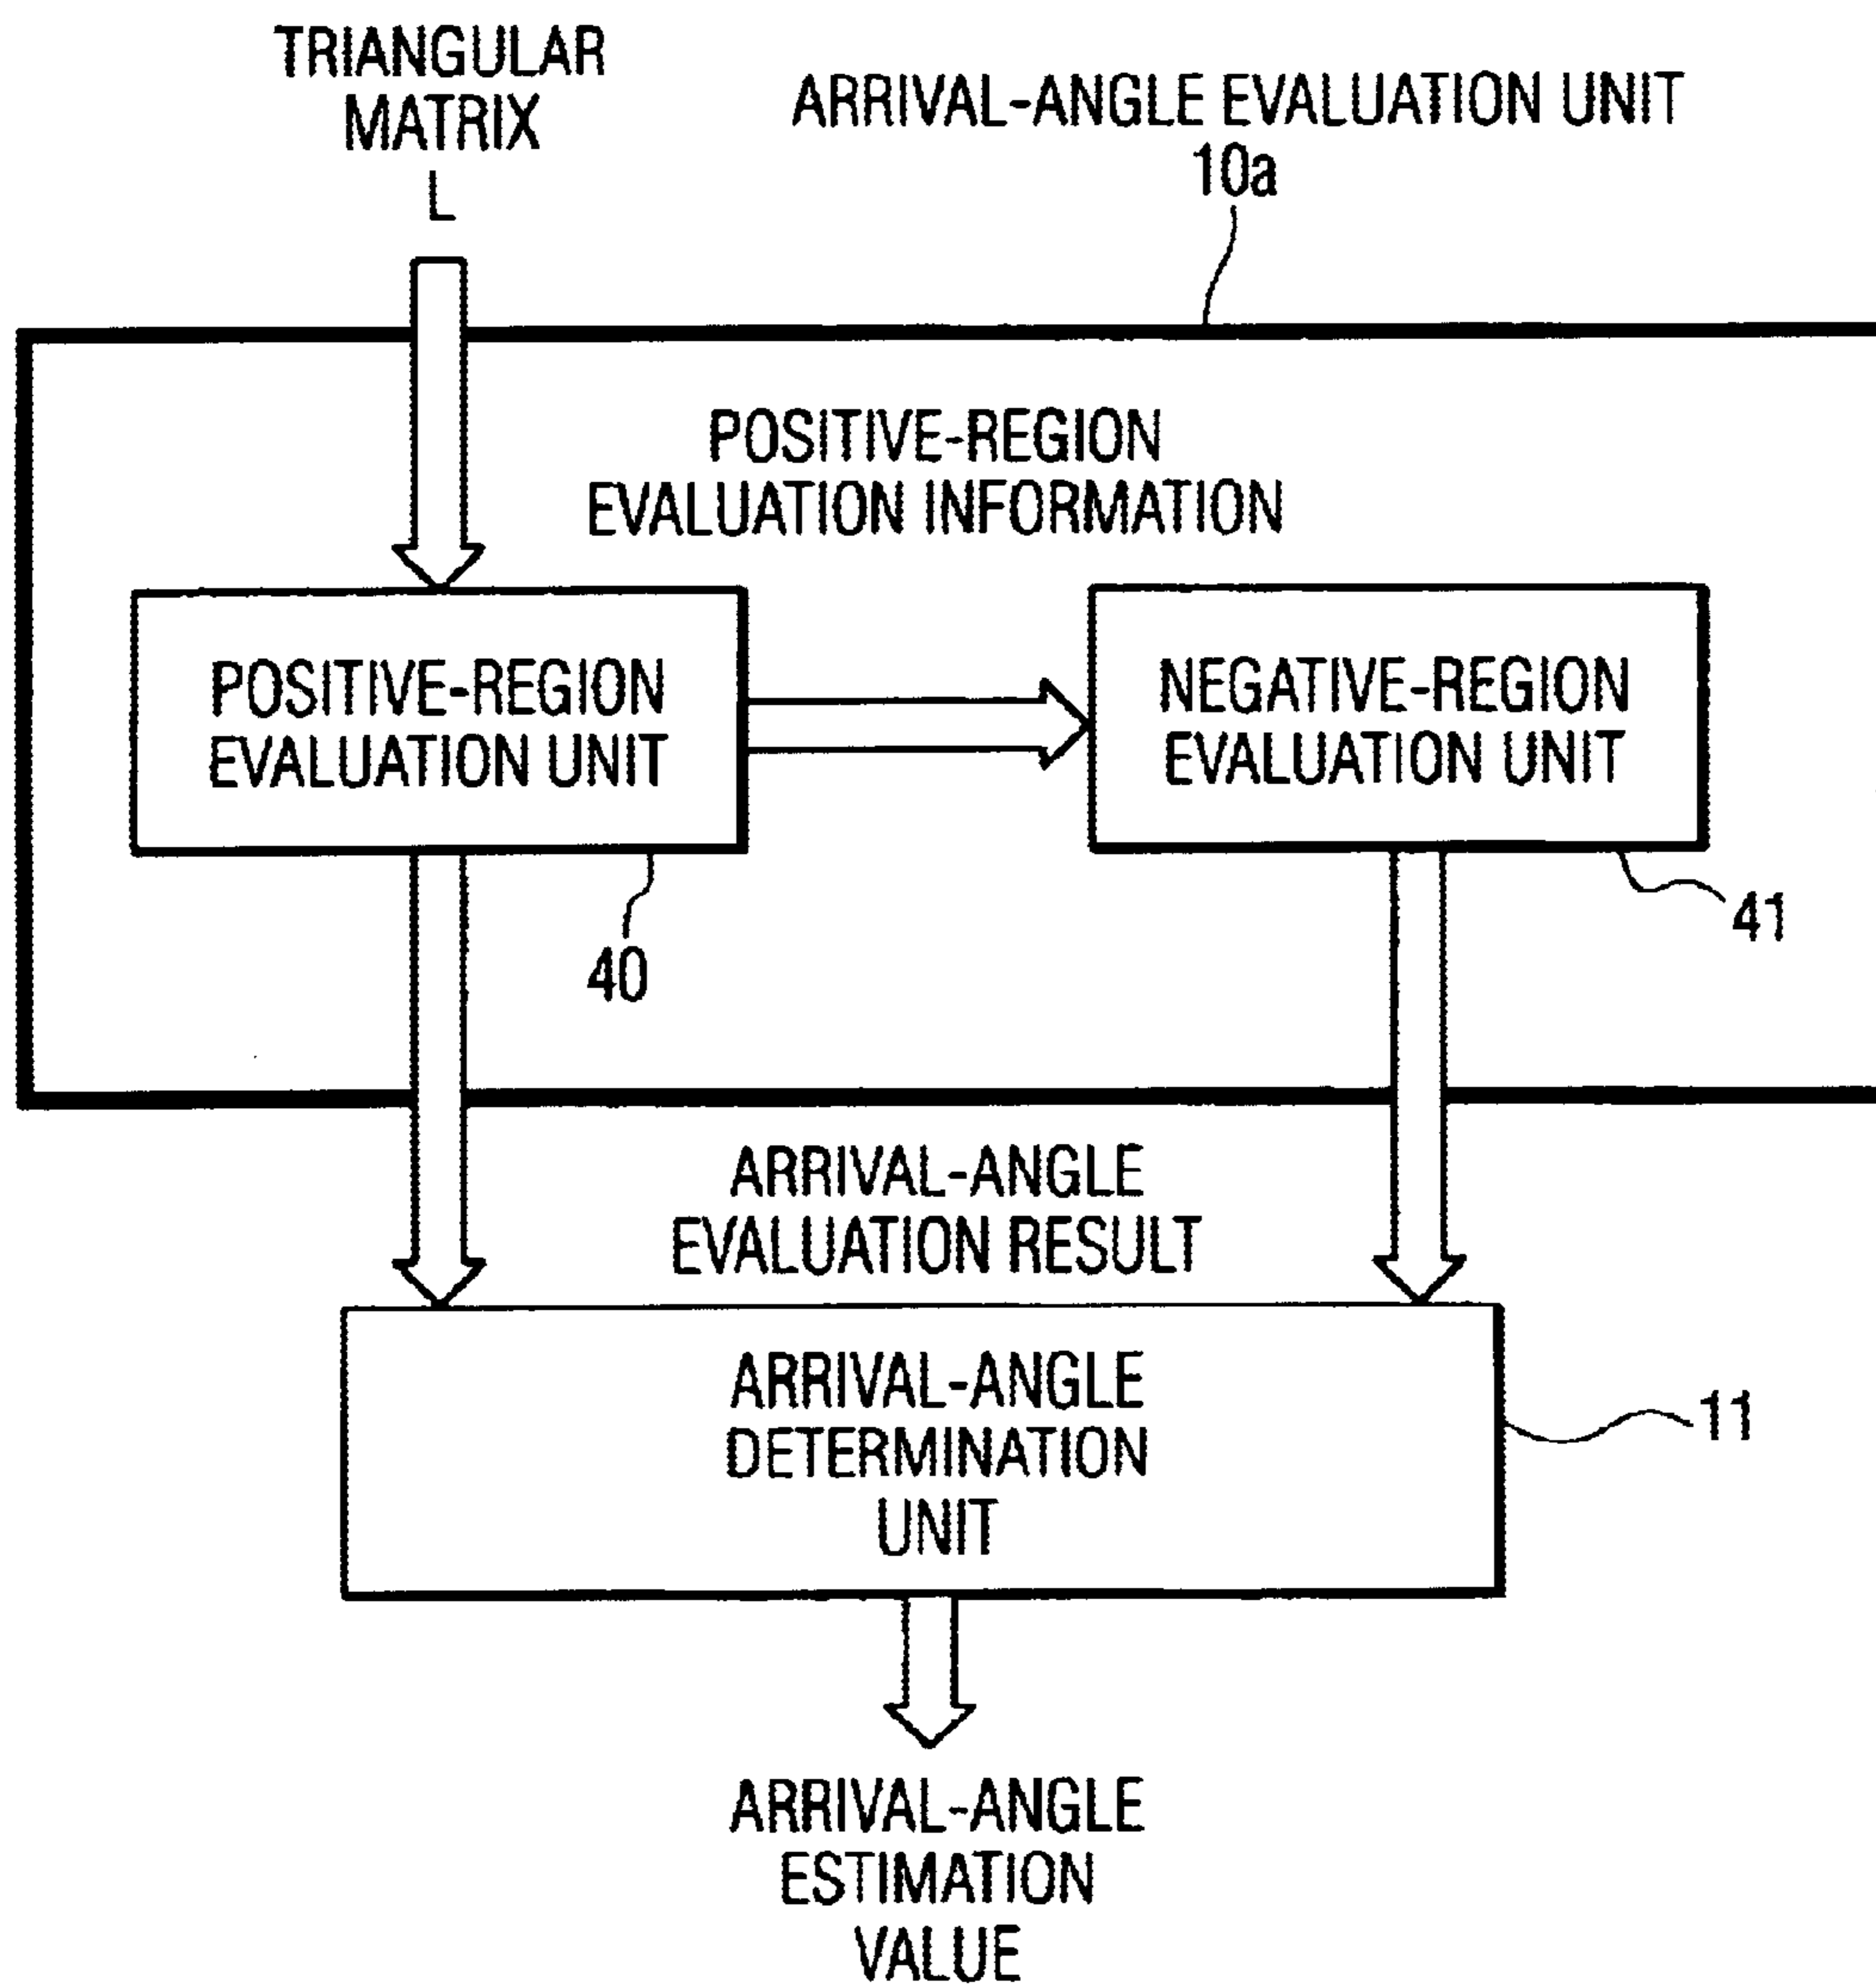 TRIANGULAR
MATRIX
L
ARRIVAL-ANGLE EVALUATION UNIT
10a
POSITIVE-REGION
EVALUATION INFORMATION
POSITIVE-REGION
EVALUATION UNIT
NEGATIVE-REGION
EVALUATION UNIT
40
41
ARRIVAL-ANGLE
EVALUATION RESULT
ARRIVAL-ANGLE
DETERMINATION
UNIT
11
ARRIVAL-ANGLE
ESTIMATION
VALUE